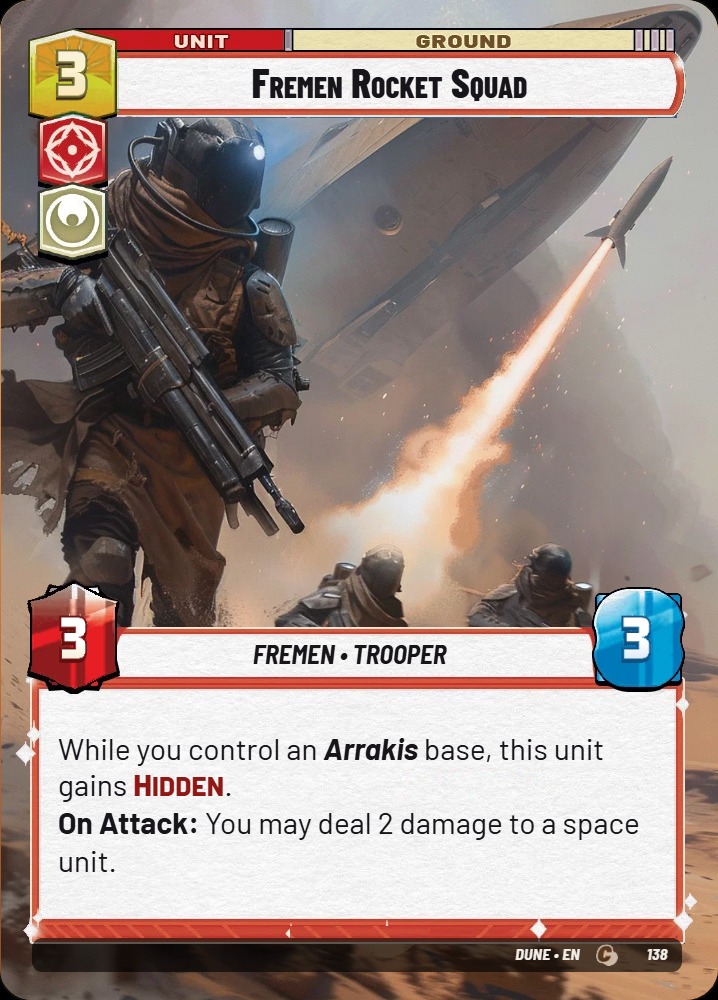 UNIT
GROUND
3
Fremen Rocket Squad
3
FREMEN • TROOPER
3
While you control an Arrakis base, this unit
gains HIDDEN.
On Attack: You may deal 2 damage to a space
unit.
DUNE • EN C 138